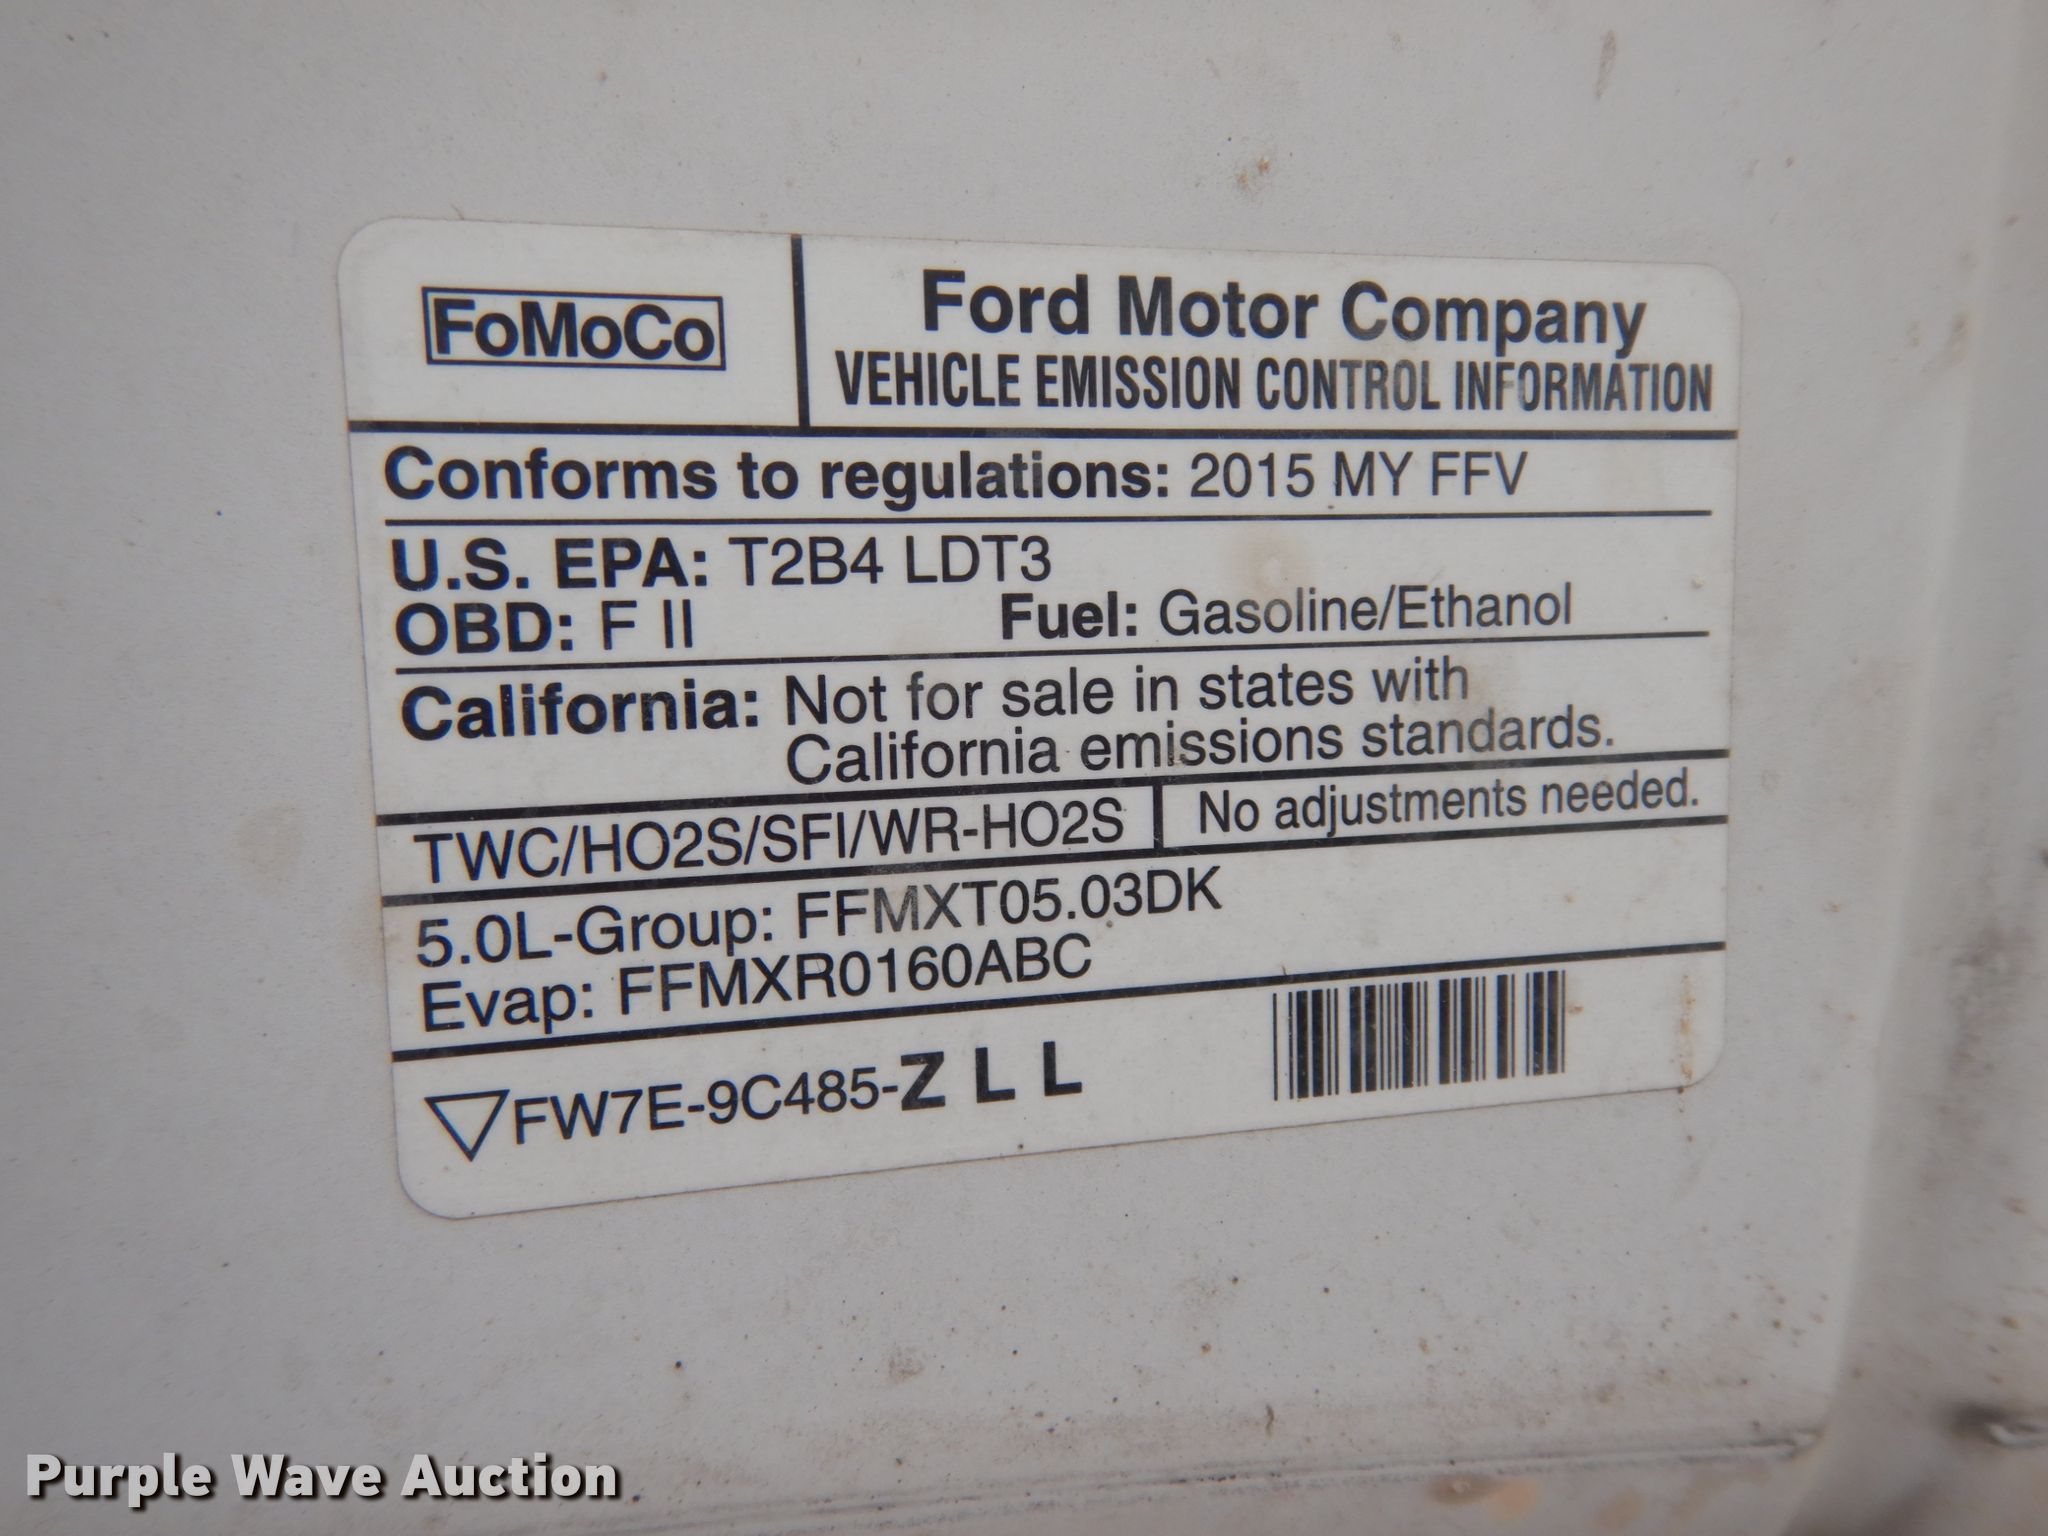 FoMoCo
Ford Motor Company
VEHICLE EMISSION CONTROL INFORMATION
Conforms to regulations: 2015 MY FFV
U.S. EPA: T2B4 LDT3
OBD: F II Fuel: Gasoline/Ethanol
California: Not for sale in states with
California emissions standards.
TWC/HO2S/SFI/WR-HO2S No adjustments needed.
5.0L-Group: FFMXT05.03DK
Evap: FFMXR0160ABC
FW7E-9C485-Z L L
Purple Wave Auction